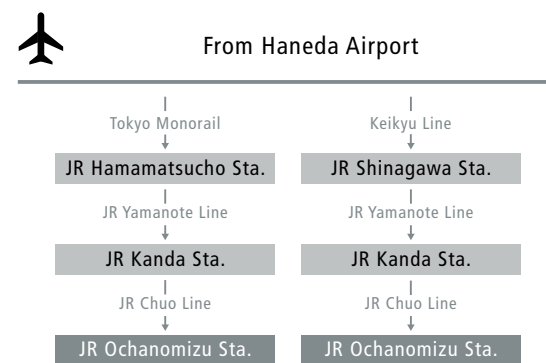 From Haneda Airport
Tokyo Monorail
JR Hamamatsucho Sta.
JR Yamanote Line
JR Kanda Sta.
JR Chuo Line
JR Ochanomizu Sta.
Keikyu Line
JR Shinagawa Sta.
JR Yamanote Line
JR Kanda Sta.
JR Chuo Line
JR Ochanomizu Sta.